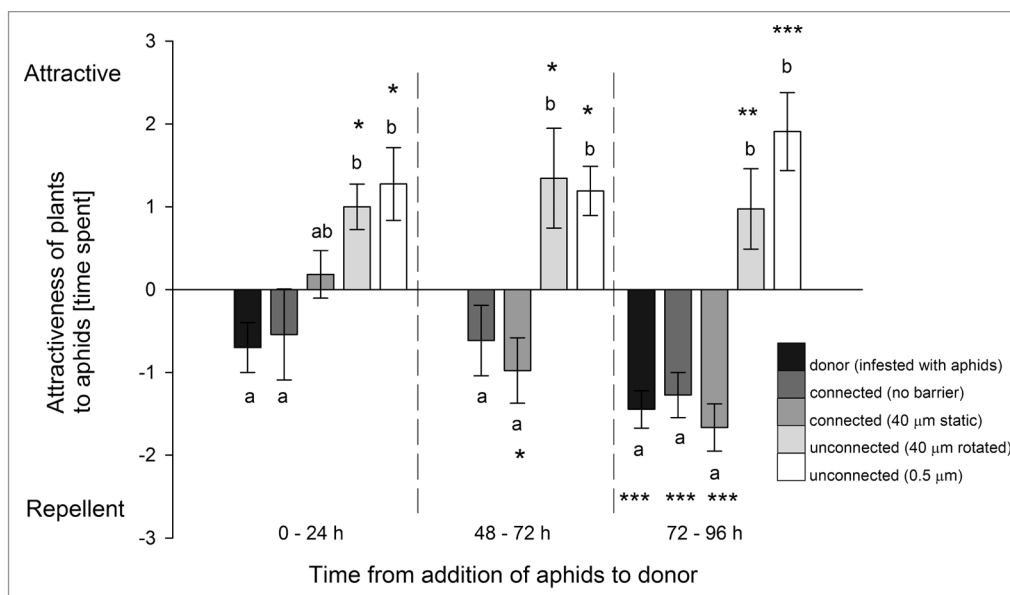 3
2
1
0
-1
-2
-3
Attractive
Repellent
Attractiveness of plants
to aphids [time spent]
a
a
ab
*
b
*
b
a
a
*
*
b
*
b
a
a
a
***
***
***
**
b
***
b
0 - 24 h
48 - 72 h
72 - 96 h
Time from addition of aphids to donor
donor (infested with aphids)
connected (no barrier)
connected (40 μm static)
unconnected (40 μm rotated)
unconnected (0.5 μm)